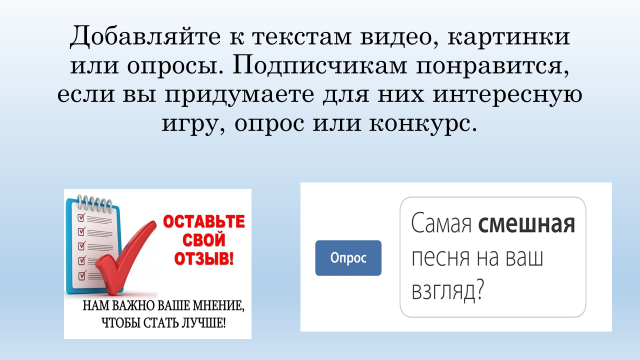 Добавляйте к текстам видео, картинки
или опросы. Подписчикам понравится,
если вы придумаете для них интересную
игру, опрос или конкурс.
ОСТАВЬТЕ
СВОЙ
ОТЗЫВ!
НАМ ВАЖНО ВАШЕ МНЕНИЕ,
ЧТОБЫ СТАТЬ ЛУЧШЕ!
Опрос
Самая смешная
песня на ваш
взгляд?